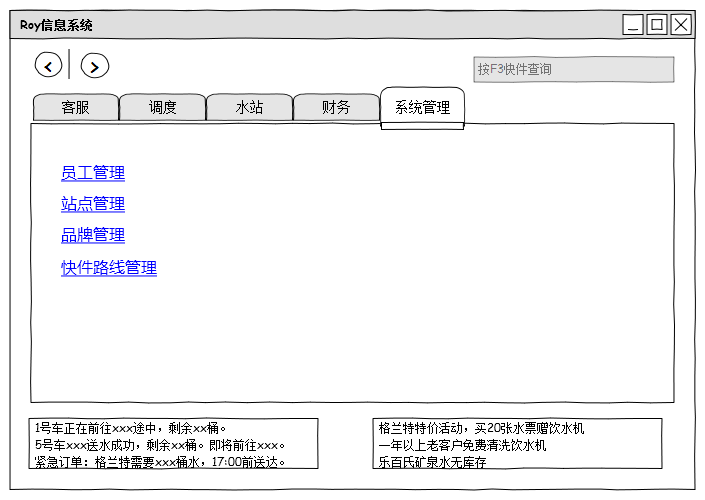 Roy信息系统
按F3快件查询
客服 调度 水站 财务 系统管理
员工管理
站点管理
品牌管理
快件路线管理
1号车正在前往xxx途中，剩余xx桶。
5号车xxx送水成功，剩余xx桶。即将前往xxx。
紧急订单：格兰特需要xxx桶水，17:00前送达。
格兰特特价活动，买20张水票赠饮水机
一年以上老客户免费清洗饮水机
乐百氏矿泉水无库存